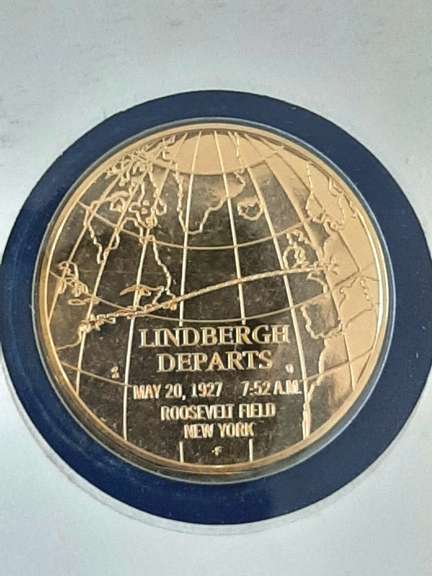 LINDBERGH
DEPARTS
MAY 20, 1927 7:52 A.M.
ROOSEVELT FIELD
NEW YORK